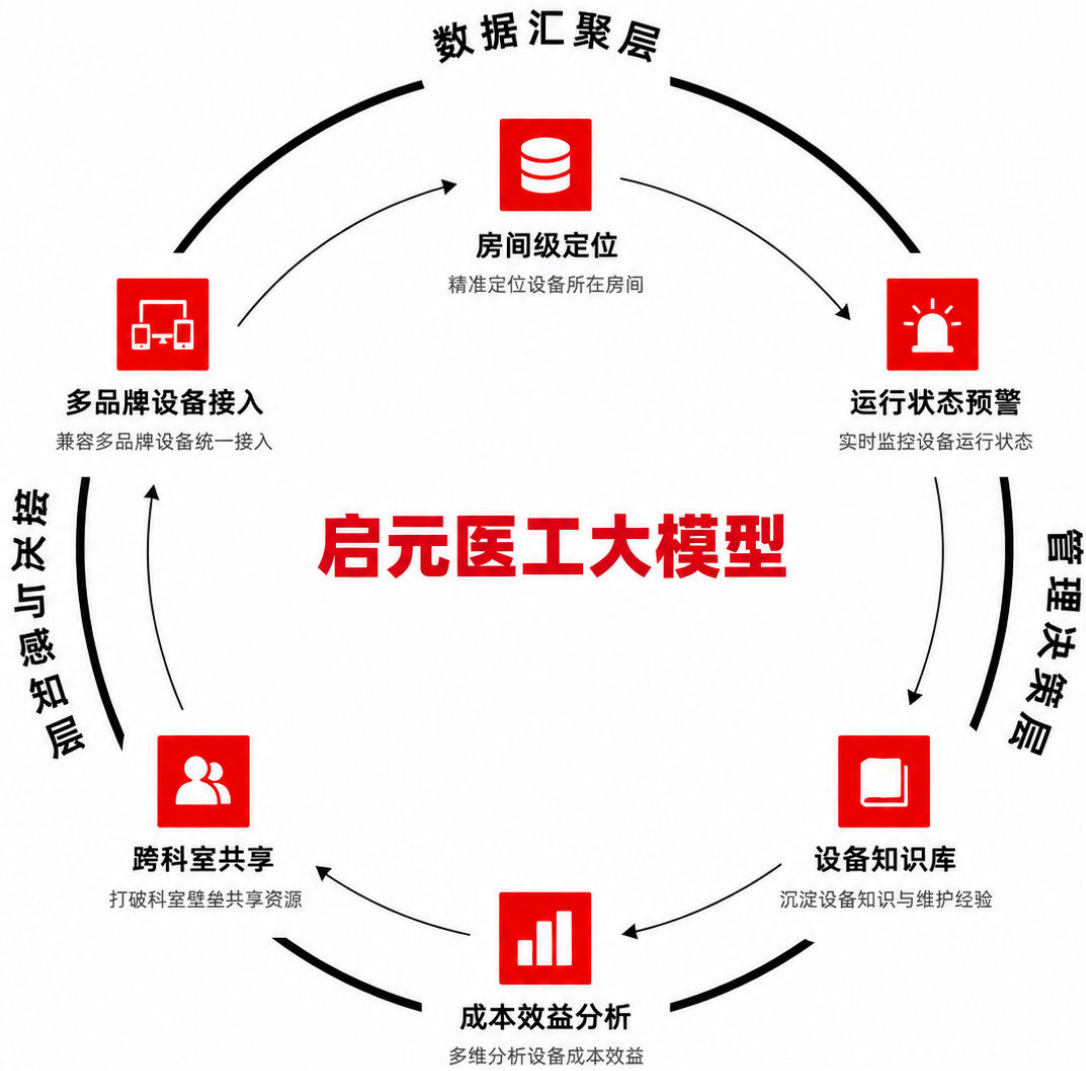 数据汇聚层
房间级定位
精准定位设备所在房间
多品牌设备接入
兼容多品牌设备统一接入
运行状态预警
实时监控设备运行状态
与感知层
启元医工大模型
管理决策层
跨科室共享
打破科室壁垒共享资源
设备知识库
沉淀设备知识与维护经验
成本效益分析
多维分析设备成本效益